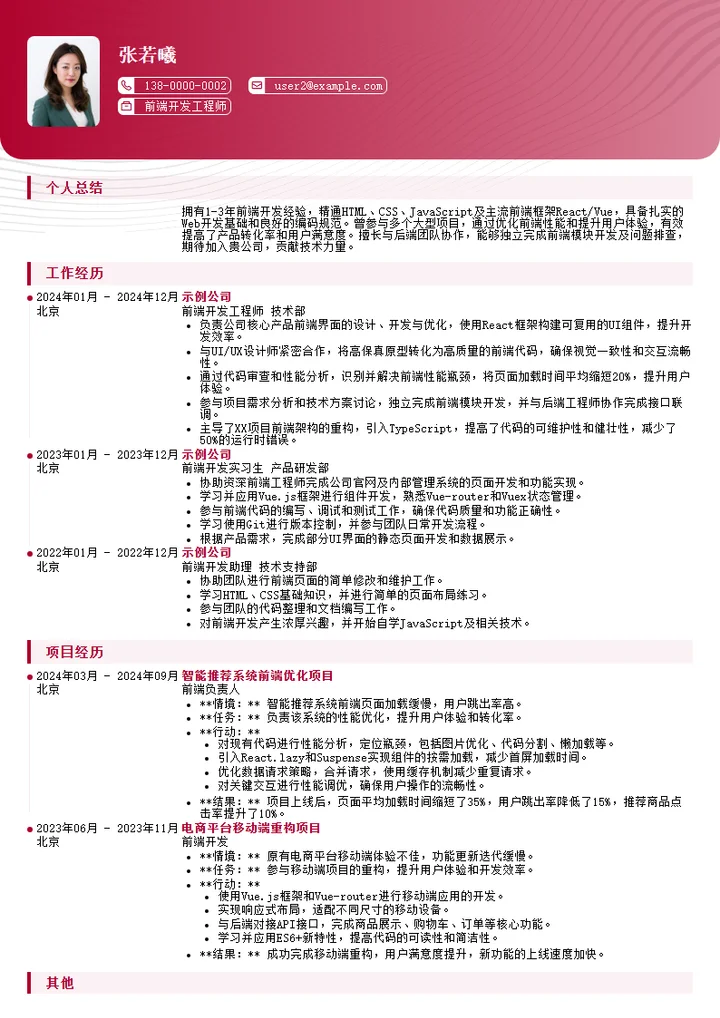 张若曦
138-0000-0002
user2@example.com
前端开发工程师
个人总结
拥有1-3年前端开发经验，精通HTML、CSS、JavaScript及主流前端框架React/Vue，具备扎实的
Web开发基础和良好的编码规范。曾参与多个大型项目，通过优化前端性能和提升用户体验，有效
提高了产品转化率和用户满意度。擅长与后端团队协作，能够独立完成前端模块开发及问题排查，
期待加入贵公司，贡献技术力量。
工作经历
2024年01月 - 2024年12月 示例公司
北京 前端开发工程师 技术部
• 负责公司核心产品前端界面的设计、开发与优化，使用React框架构建可复用的UI组件，提升开
发效率。
• 与UI/UX设计师紧密合作，将高保真原型转化为高质量的前端代码，确保视觉一致性和交互流畅
性。
• 通过代码审查和性能分析，识别并解决前端性能瓶颈，将页面加载时间平均缩短20%，提升用户
体验。
• 参与项目需求分析和技术方案讨论，独立完成前端模块开发，并与后端工程师协作完成接口联
调。
• 主导了XX项目前端架构的重构，引入TypeScript，提高了代码的可维护性和健壮性，减少了
50%的运行时错误。
2023年01月 - 2023年12月 示例公司
北京 前端开发实习生 产品研发部
• 协助资深前端工程师完成公司官网及内部管理系统的页面开发和功能实现。
• 学习并应用Vue.js框架进行组件开发，熟悉Vue-router和Vuex状态管理。
• 参与前端代码的编写、调试和测试工作，确保代码质量和功能正确性。
• 学习使用Git进行版本控制，并参与团队日常开发流程。
• 根据产品需求，完成部分UI界面的静态页面开发和数据展示。
2022年01月 - 2022年12月 示例公司
北京 前端开发助理 技术支持部
• 协助团队进行前端页面的简单修改和维护工作。
• 学习HTML、CSS基础知识，并进行简单的页面布局练习。
• 参与团队的代码整理和文档编写工作。
• 对前端开发产生浓厚兴趣，并开始自学JavaScript及相关技术。
项目经历
2024年03月 - 2024年09月 智能推荐系统前端优化项目
北京 前端负责人
• **情境：** 智能推荐系统前端页面加载缓慢，用户跳出率高。
• **任务：** 负责该系统的性能优化，提升用户体验和转化率。
• **行动：**
• 对现有代码进行性能分析，定位瓶颈，包括图片优化、代码分割、懒加载等。
• 引入React.lazy和Suspense实现组件的按需加载，减少首屏加载时间。
• 优化数据请求策略，合并请求，使用缓存机制减少重复请求。
• 对关键交互进行性能调优，确保用户操作的流畅性。
• **结果：** 项目上线后，页面平均加载时间缩短了35%，用户跳出率降低了15%，推荐商品点
击率提升了10%。
2023年06月 - 2023年11月 电商平台移动端重构项目
北京 前端开发
• **情境：** 原有电商平台移动端体验不佳，功能更新迭代缓慢。
• **任务：** 参与移动端项目的重构，提升用户体验和开发效率。
• **行动：**
• 使用Vue.js框架和Vue-router进行移动端应用的开发。
• 实现响应式布局，适配不同尺寸的移动设备。
• 与后端对接API接口，完成商品展示、购物车、订单等核心功能。
• 学习并应用ES6+新特性，提高代码的可读性和简洁性。
• **结果：** 成功完成移动端重构，用户满意度提升，新功能的上线速度加快。
其他